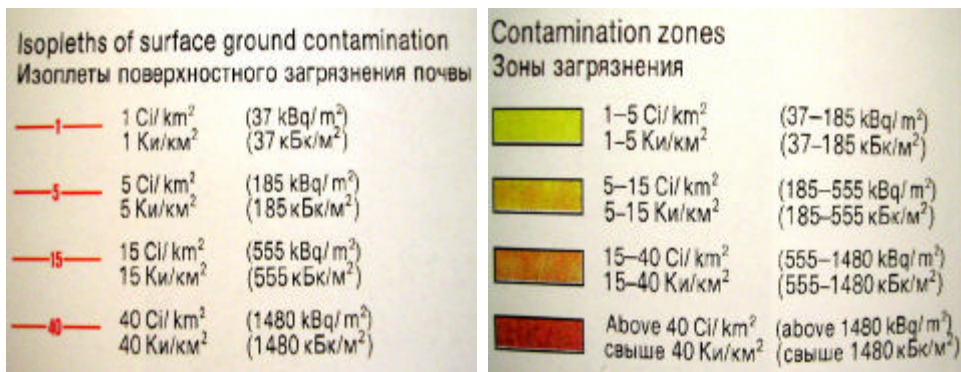 Isopleths of surface ground contamination
Изоплеты поверхностного загрязнения почвы
1 1 Ci/km² (37 kBq/m²)
1 Ки/км² (37 кБк/м²)
5 5 Ci/km² (185 kBq/m²)
5 Ки/км² (185 кБк/м²)
15 15 Ci/km² (555 kBq/m²)
15 Ки/км² (555 кБк/м²)
40 40 Ci/km² (1480 kBq/m²)
40 Ки/км² (1480 кБк/м²)
Contamination zones
Зоны загрязнения
1–5 Ci/km² (37–185 kBq/m²)
1–5 Ки/км² (37–185 кБк/м²)
5–15 Ci/km² (185–555 kBq/m²)
5–15 Ки/км² (185–555 кБк/м²)
15–40 Ci/km² (555–1480 kBq/m²)
15–40 Ки/км² (555–1480 кБк/м²)
Above 40 Ci/km² (above 1480 kBq/m²)
свыше 40 Ки/км² (свыше 1480 кБк/м²)